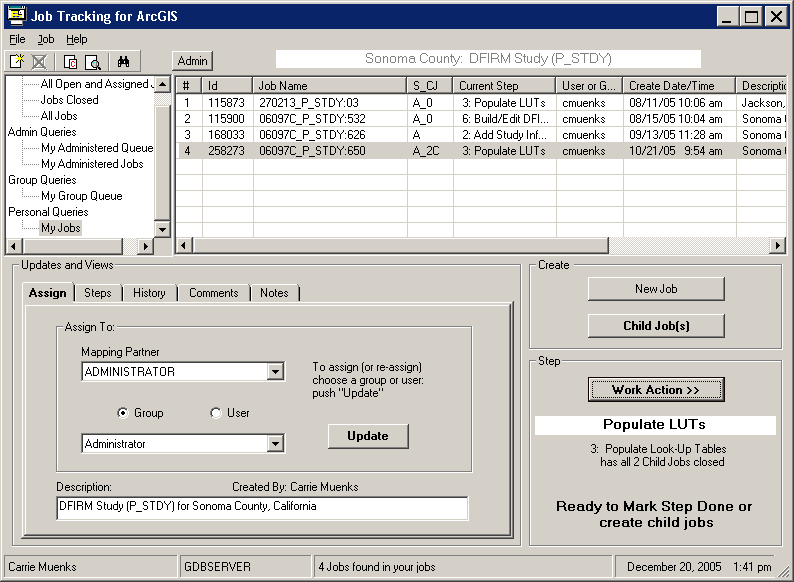 Job Tracking for ArcGIS
File Job Help
Admin
Sonoma County: DFIRM Study (P_STDY)
All Open and Assigned J
Jobs Closed
All Jobs
Admin Queries
My Administered Queue
My Administered Jobs
Group Queries
My Group Queue
Personal Queries
My Jobs
# Id Job Name S_CJ Current Step User or G... Create Date/Time Descriptio
1 115873 270213_P_STDY:03 A_0 3: Populate LUTs cmuenks 08/11/05 10:06 am Jackson,
2 115900 06097C_P_STDY:532 A_0 6: Build/Edit DFI... cmuenks 08/15/05 10:04 am Sonoma
3 168033 06097C_P_STDY:626 A 2: Add Study Inf... cmuenks 09/13/05 11:28 am Sonoma
4 258273 06097C_P_STDY:650 A_2C 3: Populate LUTs cmuenks 10/21/05 9:54 am Sonoma
Updates and Views
Assign Steps History Comments Notes
Assign To:
Mapping Partner
ADMINISTRATOR
To assign (or re-assign)
choose a group or user:
push "Update"
Group User
Administrator
Update
Description: Created By: Carrie Muenks
DFIRM Study (P_STDY) for Sonoma County, California
Create
New Job
Child Job(s)
Step
Work Action >>
Populate LUTs
3: Populate Look-Up Tables
has all 2 Child Jobs closed
Ready to Mark Step Done or
create child jobs
Carrie Muenks GDBSERVER 4 Jobs found in your jobs December 20, 2005 1:41 pm